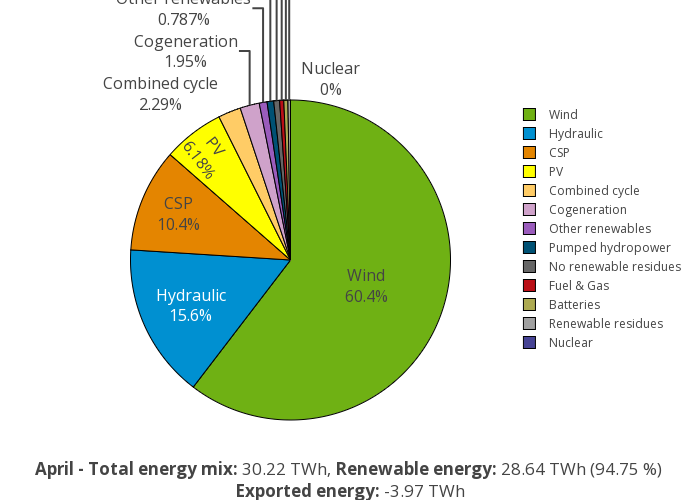 Other renewables
0.787%
Cogeneration
1.95%
Combined cycle
2.29%
Nuclear
0%
PV
6.18%
CSP
10.4%
Hydraulic
15.6%
Wind
60.4%
Wind
Hydraulic
CSP
PV
Combined cycle
Cogeneration
Other renewables
Pumped hydropower
No renewable residues
Fuel & Gas
Batteries
Renewable residues
Nuclear
April - Total energy mix: 30.22 TWh, Renewable energy: 28.64 TWh (94.75 %)
Exported energy: -3.97 TWh